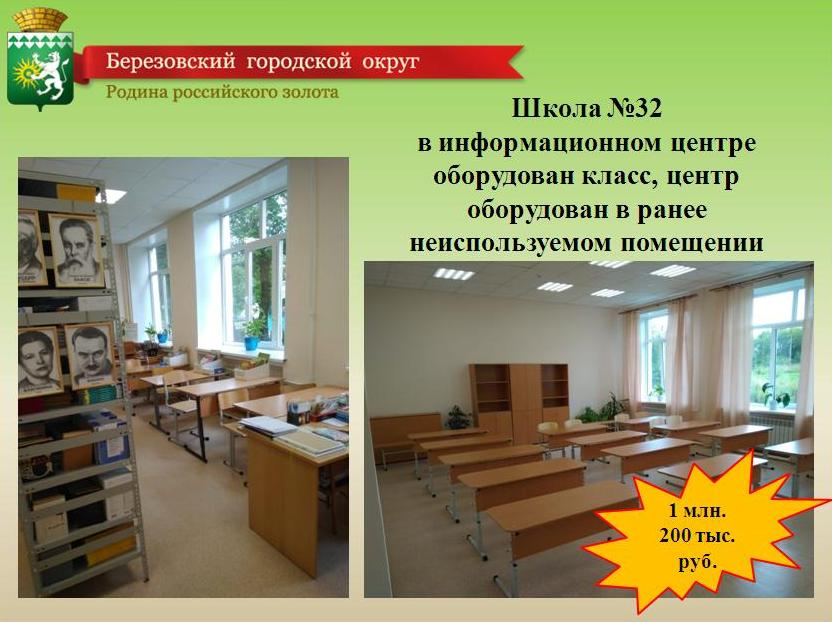 Березовский городской округ
Родина российского золота
Школа №32
в информационном центре
оборудован класс, центр
оборудован в ранее
неиспользуемом помещении
1 млн.
200 тыс.
руб.